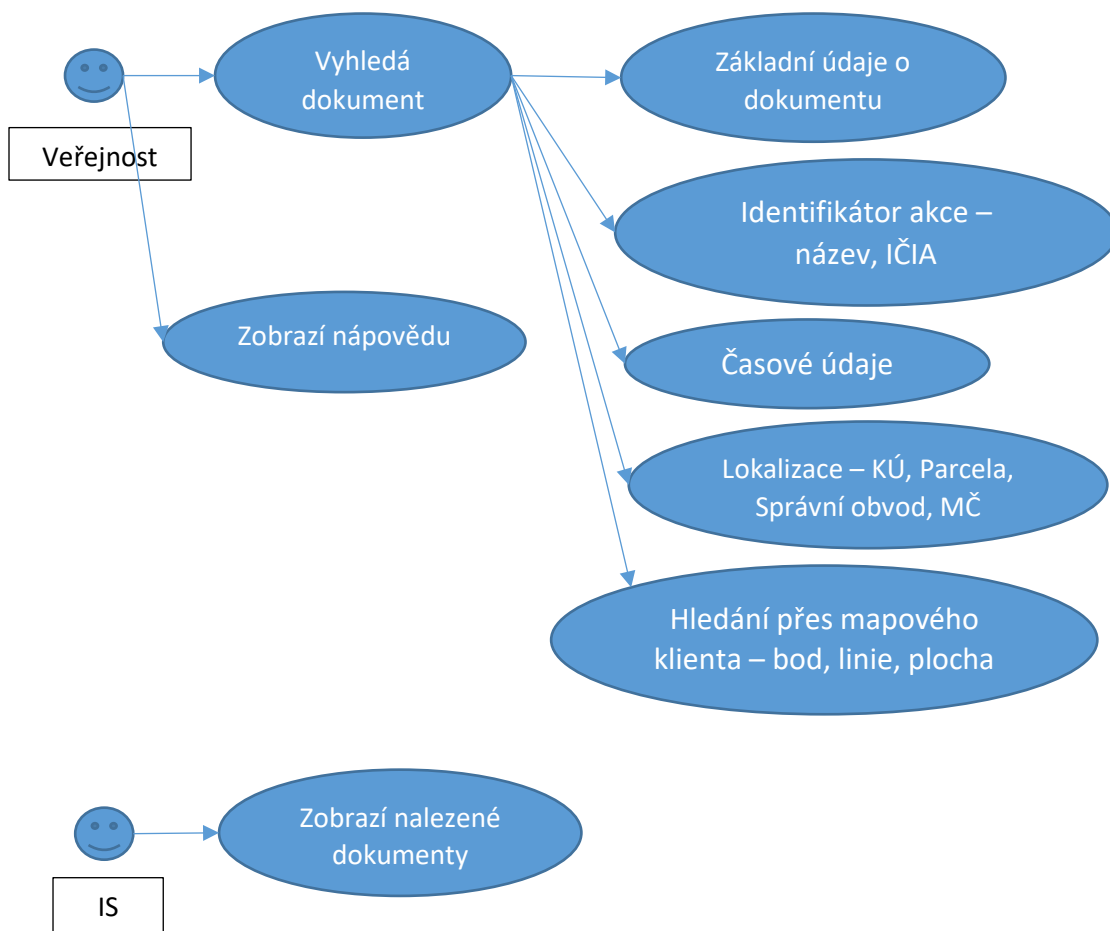 Vyhledá
dokument
Základní údaje o
dokumentu
Veřejnost
Identifikátor akce –
název, IČIA
Zobrazí nápovědu
Časové údaje
Lokalizace – KÚ, Parcela,
Správní obvod, MČ
Hledání přes mapového
klienta – bod, linie, plocha
Zobrazí nalezené
dokumenty
IS